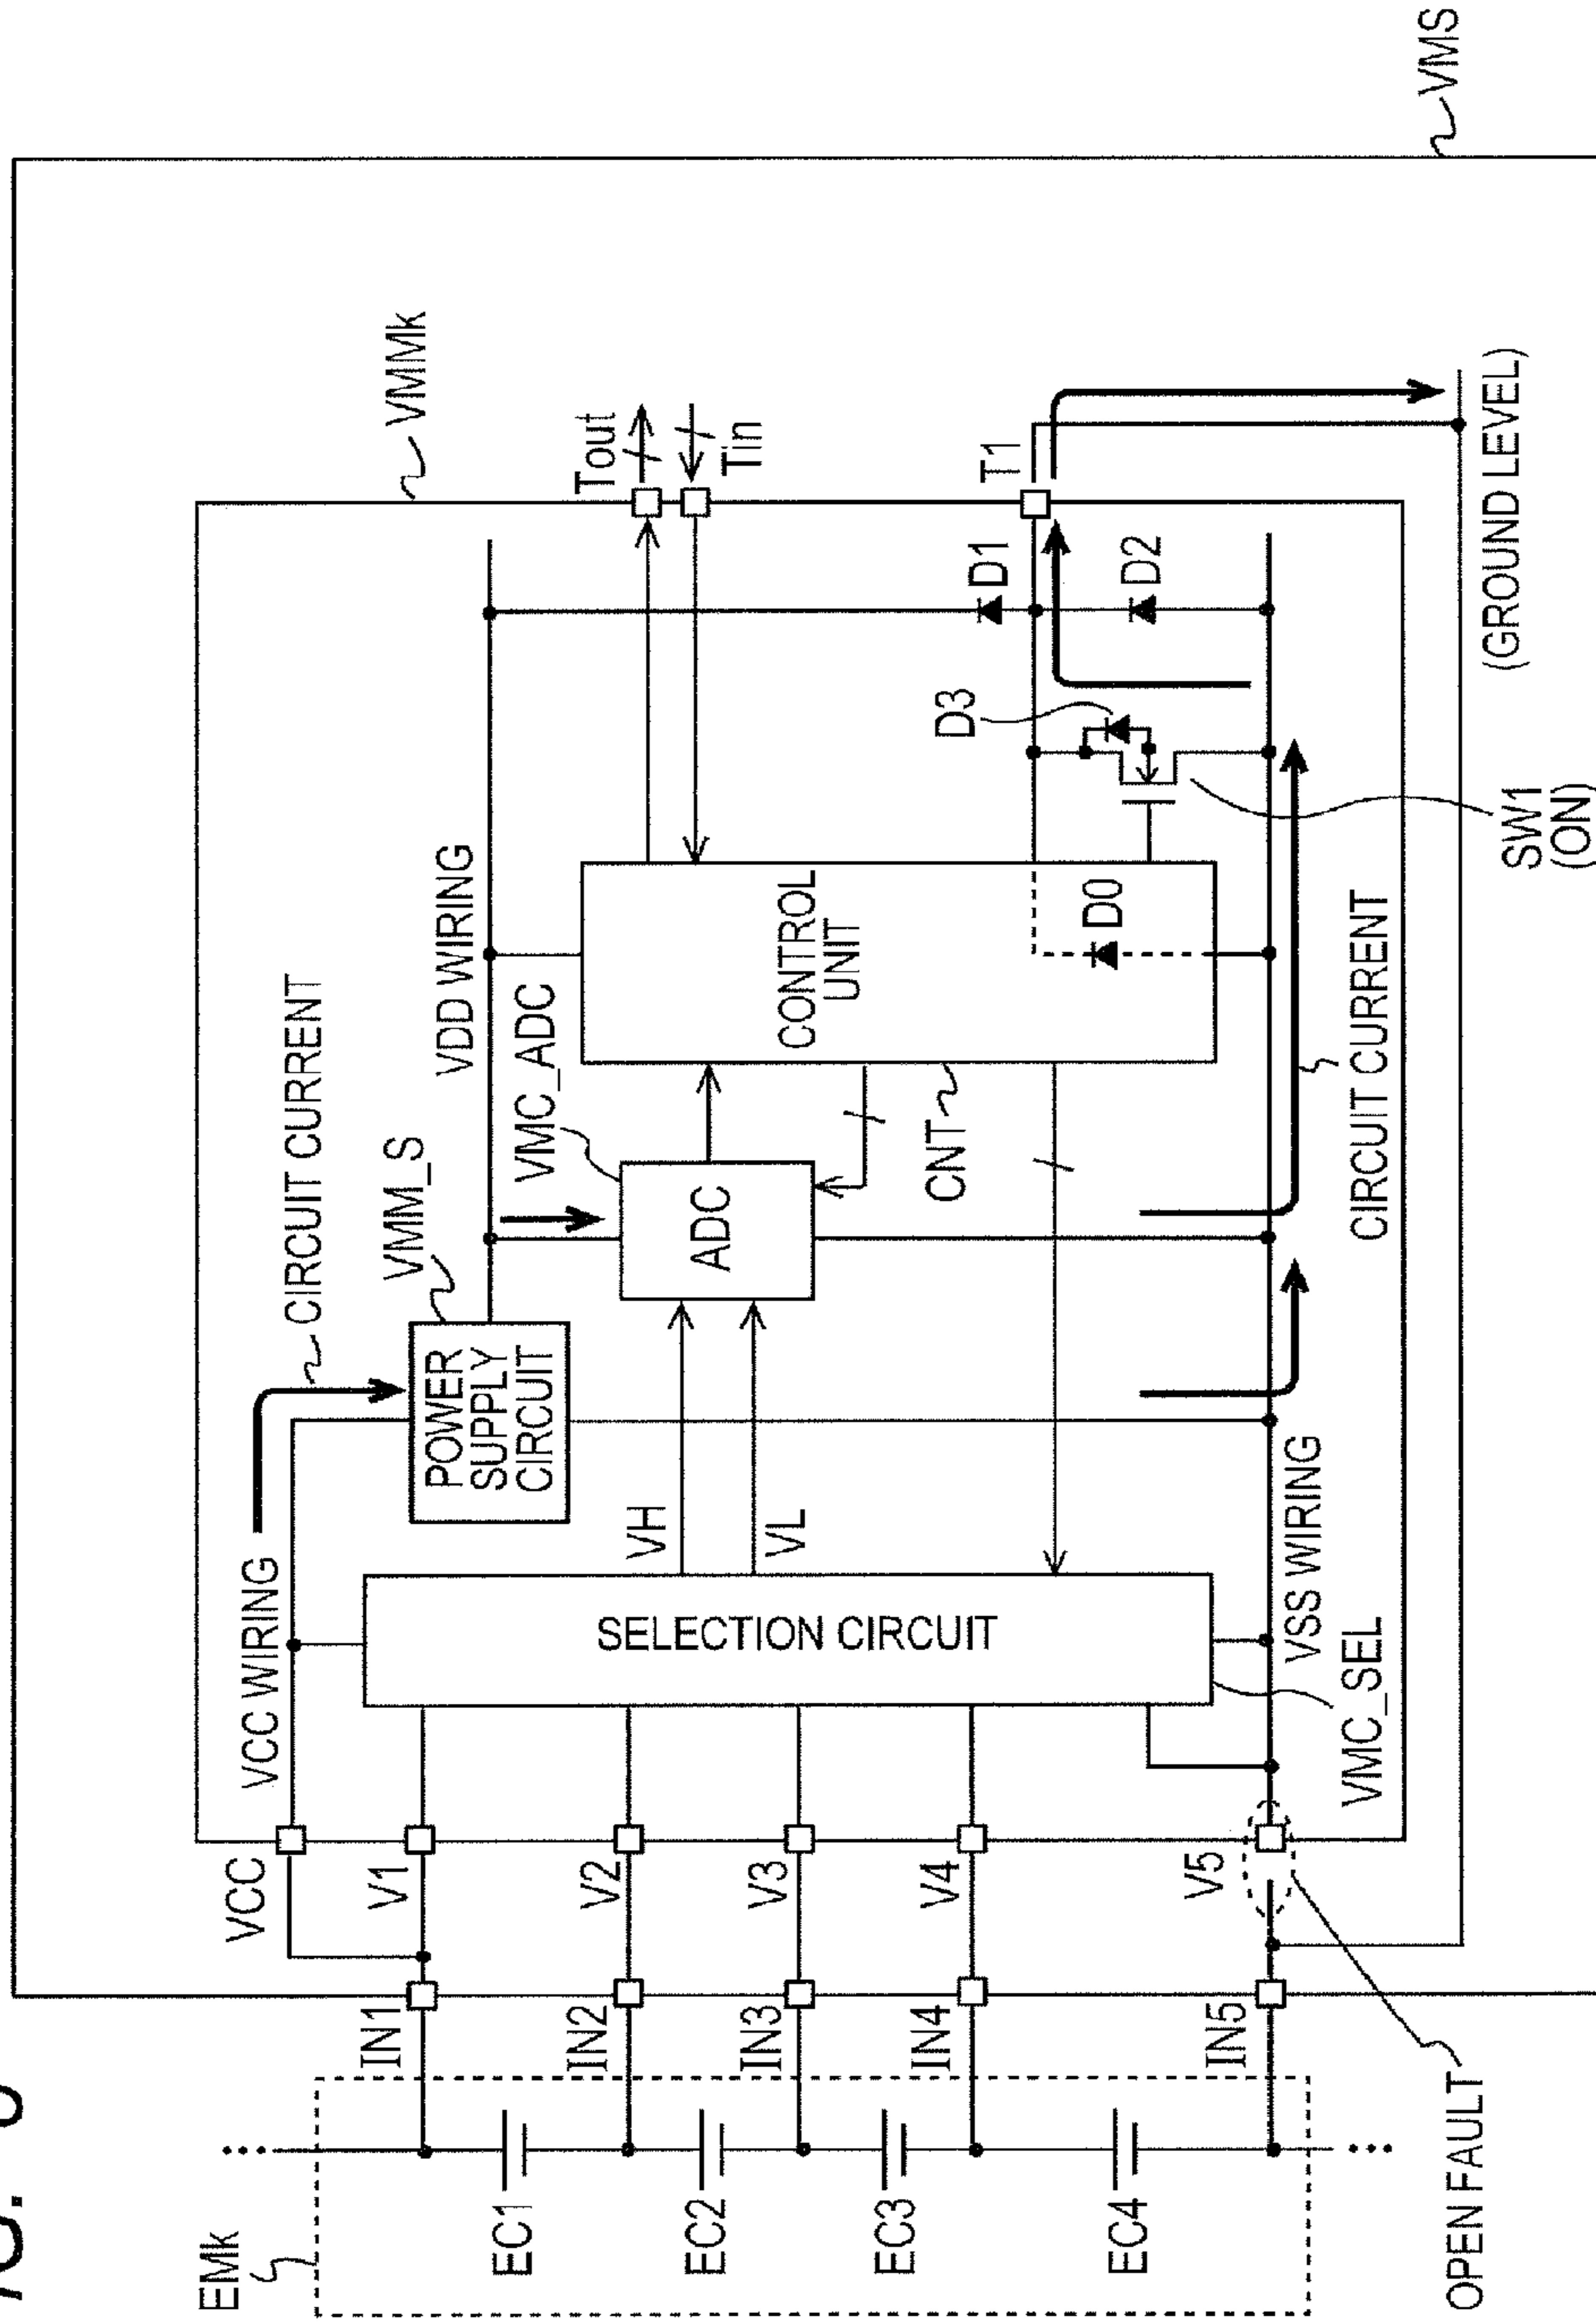 VMS
VMMk
EMk
EC1
EC2
EC3
EC4
IN1
IN2
IN3
IN4
IN5
VCC
V1
V2
V3
V4
V5
VCC WIRING
CIRCUIT CURRENT
VMM_S
POWER
SUPPLY
CIRCUIT
VDD WIRING
VMC_ADC
ADC
VH
VL
SELECTION CIRCUIT
VMC_SEL
VSS WIRING
CONTROL
UNIT
CNT
D0
D1
D2
D3
Tout
Tin
T1
SW1
(ON)
CIRCUIT CURRENT
(GROUND LEVEL)
OPEN FAULT